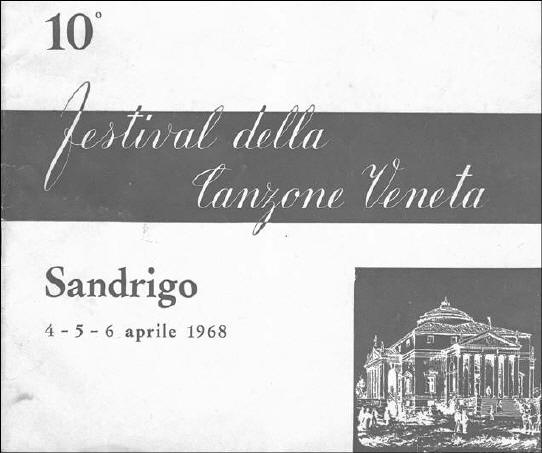 10°
Festival della
Canzone Veneta
Sandrigo
4 - 5 - 6 aprile 1968